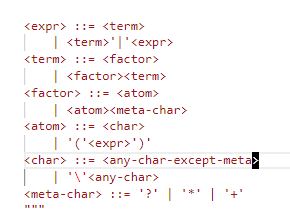 <expr> ::= <term>
| <term>'|'<expr>
<term> ::= <factor>
| <factor><term>
<factor> ::= <atom>
| <atom><meta-char>
<atom> ::= <char>
| '('<expr>')'
<char> ::= <any-char-except-meta>
| '\'<any-char>
<meta-char> ::= '?' | '*' | '+'
"""